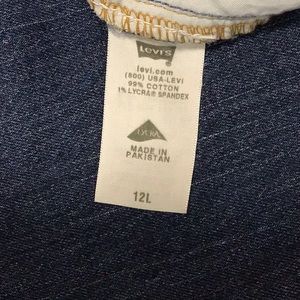 Levi's
levi.com
(800) USA-LEVI
99% COTTON
1% LYCRA® SPANDEX
LYCRA
MADE IN
PAKISTAN
12L